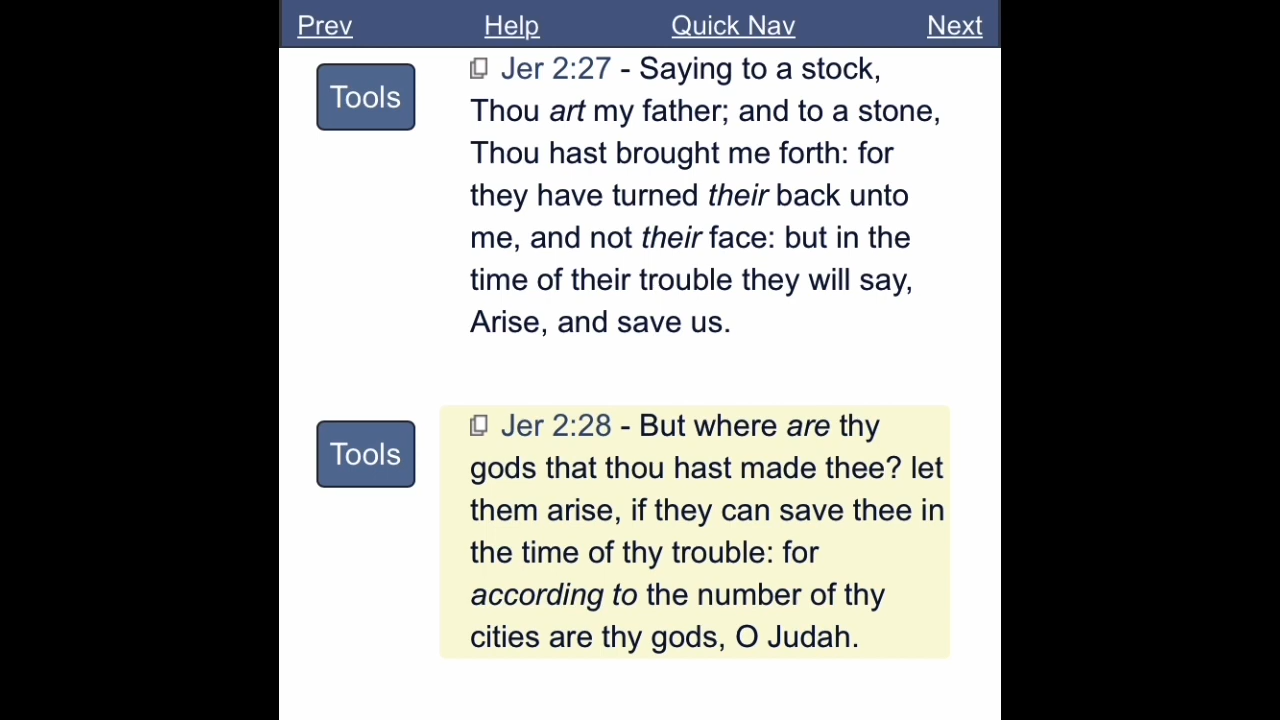 Prev Help Quick Nav Next
Tools
Jer 2:27 - Saying to a stock,
Thou art my father; and to a stone,
Thou hast brought me forth: for
they have turned their back unto
me, and not their face: but in the
time of their trouble they will say,
Arise, and save us.
Tools
Jer 2:28 - But where are thy
gods that thou hast made thee? let
them arise, if they can save thee in
the time of thy trouble: for
according to the number of thy
cities are thy gods, O Judah.